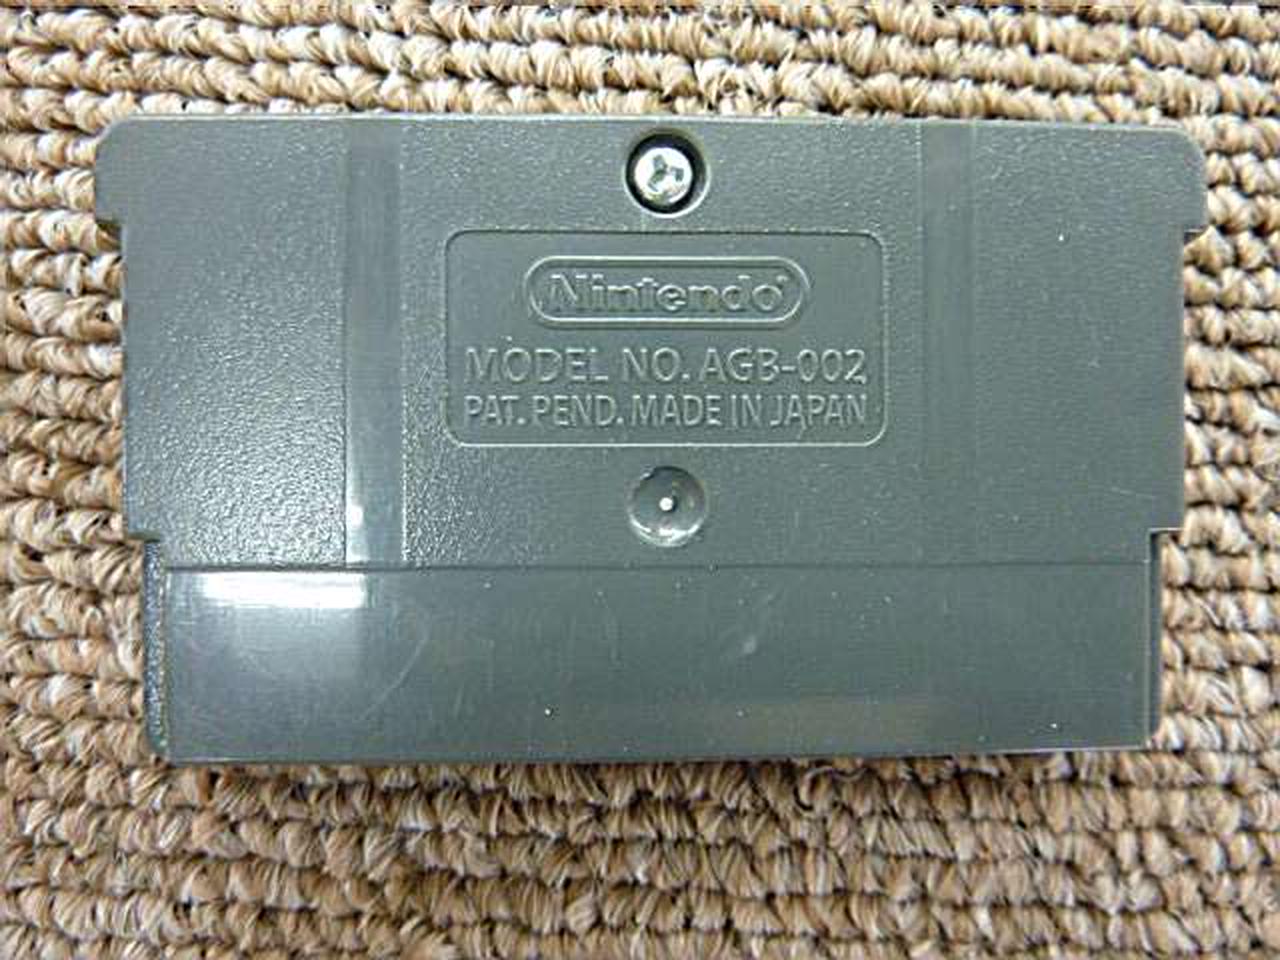 Nintendo
MODEL NO. AGB-002
PAT. PEND. MADE IN JAPAN